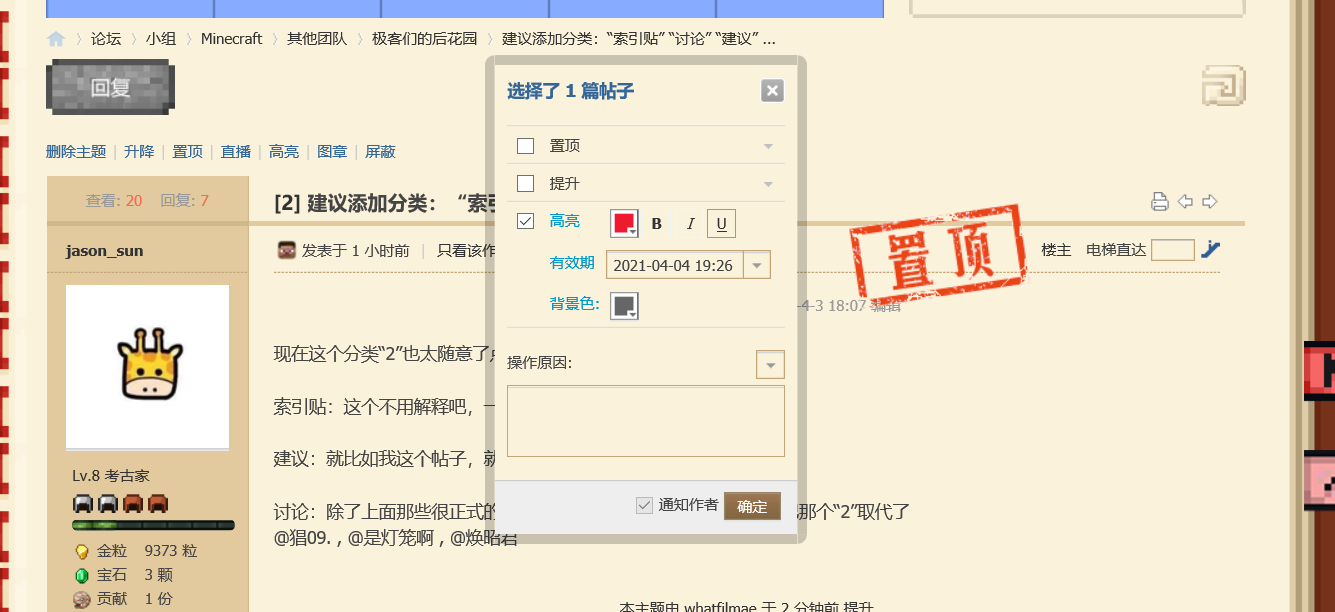 论坛 〉 小组 〉 Minecraft 〉 其他团队 〉 极客们的后花园 〉 建议添加分类：“索引贴” “讨论” “建议” ...
回复
删除主题 | 升降 | 置顶 | 直播 | 高亮 | 图章 | 屏蔽
查看: 20 回复: 7
[2] 建议添加分类： “索
jason_sun
发表于 1 小时前 | 只看该作
楼主 电梯直达
置顶
-4-3 18:07 编辑
现在这个分类“2”也太随意了
索引贴：这个不用解释吧，一
建议：就比如我这个帖子，
讨论：除了上面那些很正式的
那个“2”取代了
@猖09. , @是灯笼啊 , @焕昭君
Lv.8 考古家
金粒 9373 粒
宝石 3 颗
贡献 1 份
本主题由 whatfilmae 于 2 分钟前 提升
选择了 1 篇帖子
置顶
提升
高亮 B I U
有效期 2021-04-04 19:26
背景色:
操作原因:
通知作者 确定